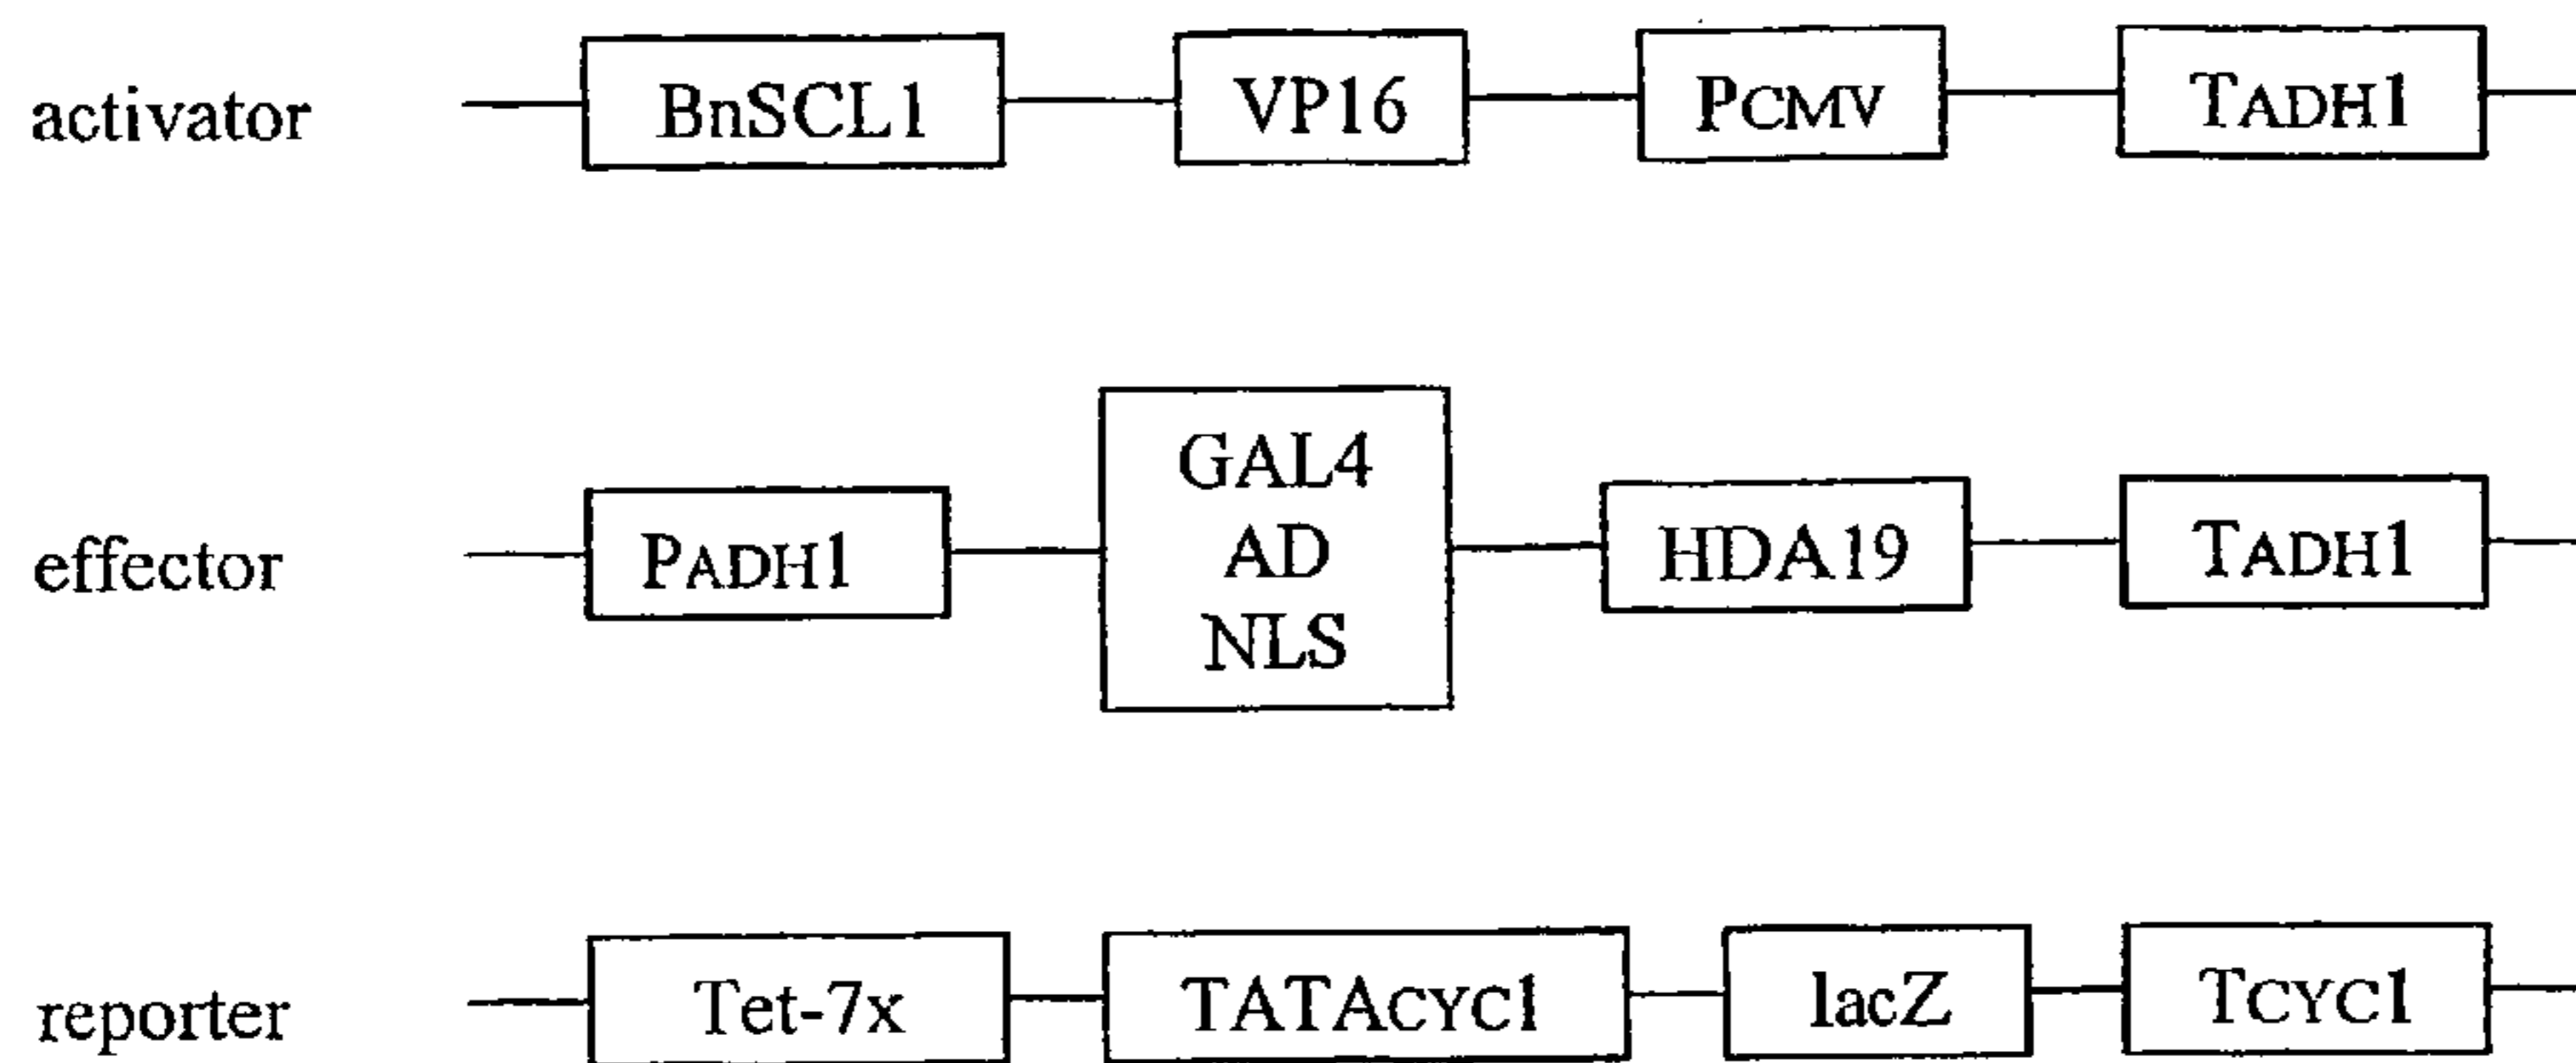 activator BnSCL1 VP16 PCMV TADH1
GAL4
effector PADH1 AD HDA19 TADH1
NLS
reporter Tet-7x TATACYC1 lacZ TCYC1